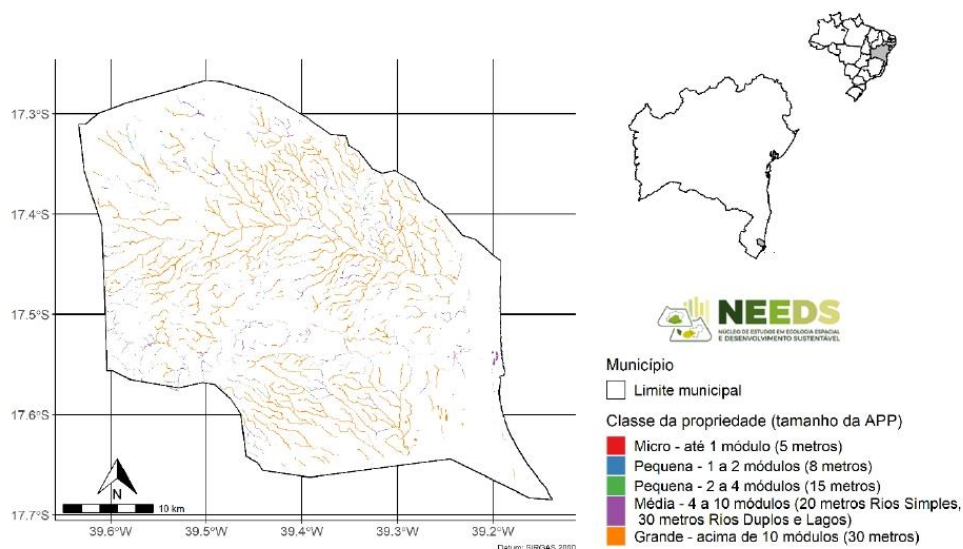 17.3°S
17.4°S
17.5°S
17.6°S
17.7°S
39.6°W
39.5°W
39.4°W
39.3°W
39.2°W
N
10 km
Datum: SIRGAS 2000
NEEDS
NÚCLEO DE ESTUDOS EM ECOLOGIA ESPACIAL
E DESENVOLVIMENTO SUSTENTÁVEL
Município
Limite municipal
Classe da propriedade (tamanho da APP)
Micro - até 1 módulo (5 metros)
Pequena - 1 a 2 módulos (8 metros)
Pequena - 2 a 4 módulos (15 metros)
Média - 4 a 10 módulos (20 metros Rios Simples,
30 metros Rios Duplos e Lagos)
Grande - acima de 10 módulos (30 metros)